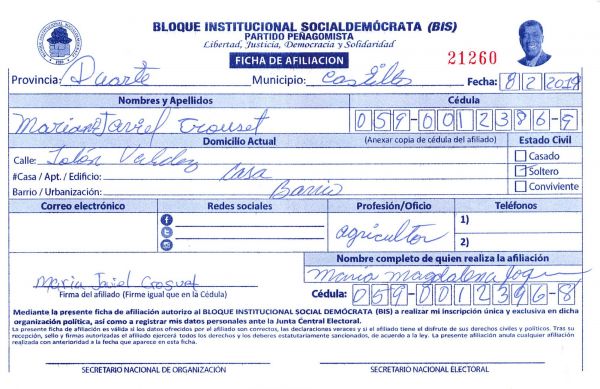 BLOQUE INSTITUCIONAL SOCIALDEMÓCRATA (BIS)
PARTIDO PEÑAGOMISTA
Libertad, Justicia, Democracia y Solidaridad
FICHA DE AFILIACION
21260
Provincia: Duarte Municipio: Castillo Fecha: 8 2 2019
Nombres y Apellidos Cédula
Javiel 059-0012386-9
Domicilio Actual (Anexar copia de cédula del afiliado) Estado Civil
Calle: Casado
#Casa / Apt. / Edificio: Casa Soltero
Barrio / Urbanización: Barrio Conviviente
Correo electrónico Redes sociales Profesión/Oficio Teléfonos
agricultor 1)
2)
Nombre completo de quien realiza la afiliación
Maria Magdalena
Maria Javiel
Firma del afiliado (Firme igual que en la Cédula) Cédula: 059-0012396-8
Mediante la presente ficha de afiliación autorizo al BLOQUE INSTITUCIONAL SOCIAL DEMÓCRATA (BIS) a realizar mi inscripción única y exclusiva en dicha
organización política, así como a registrar mis datos personales ante la Junta Central Electoral.
La presente ficha de afiliación es válida si los datos ofrecidos por el afiliado son correctos, las declaraciones veraces y si el afiliado tiene el disfrute de sus derechos civiles y políticos. Tras su
recepción, sello y firmas autorizadas el afiliado ejercerá todos los derechos y los deberes estatutariamente sancionados, de acuerdo a la ley. La presente afiliación anula cualquier afiliación
realizada con anterioridad a la fecha que aparece en esta ficha.
SECRETARIO NACIONAL DE ORGANIZACIÓN SECRETARIO NACIONAL ELECTORAL